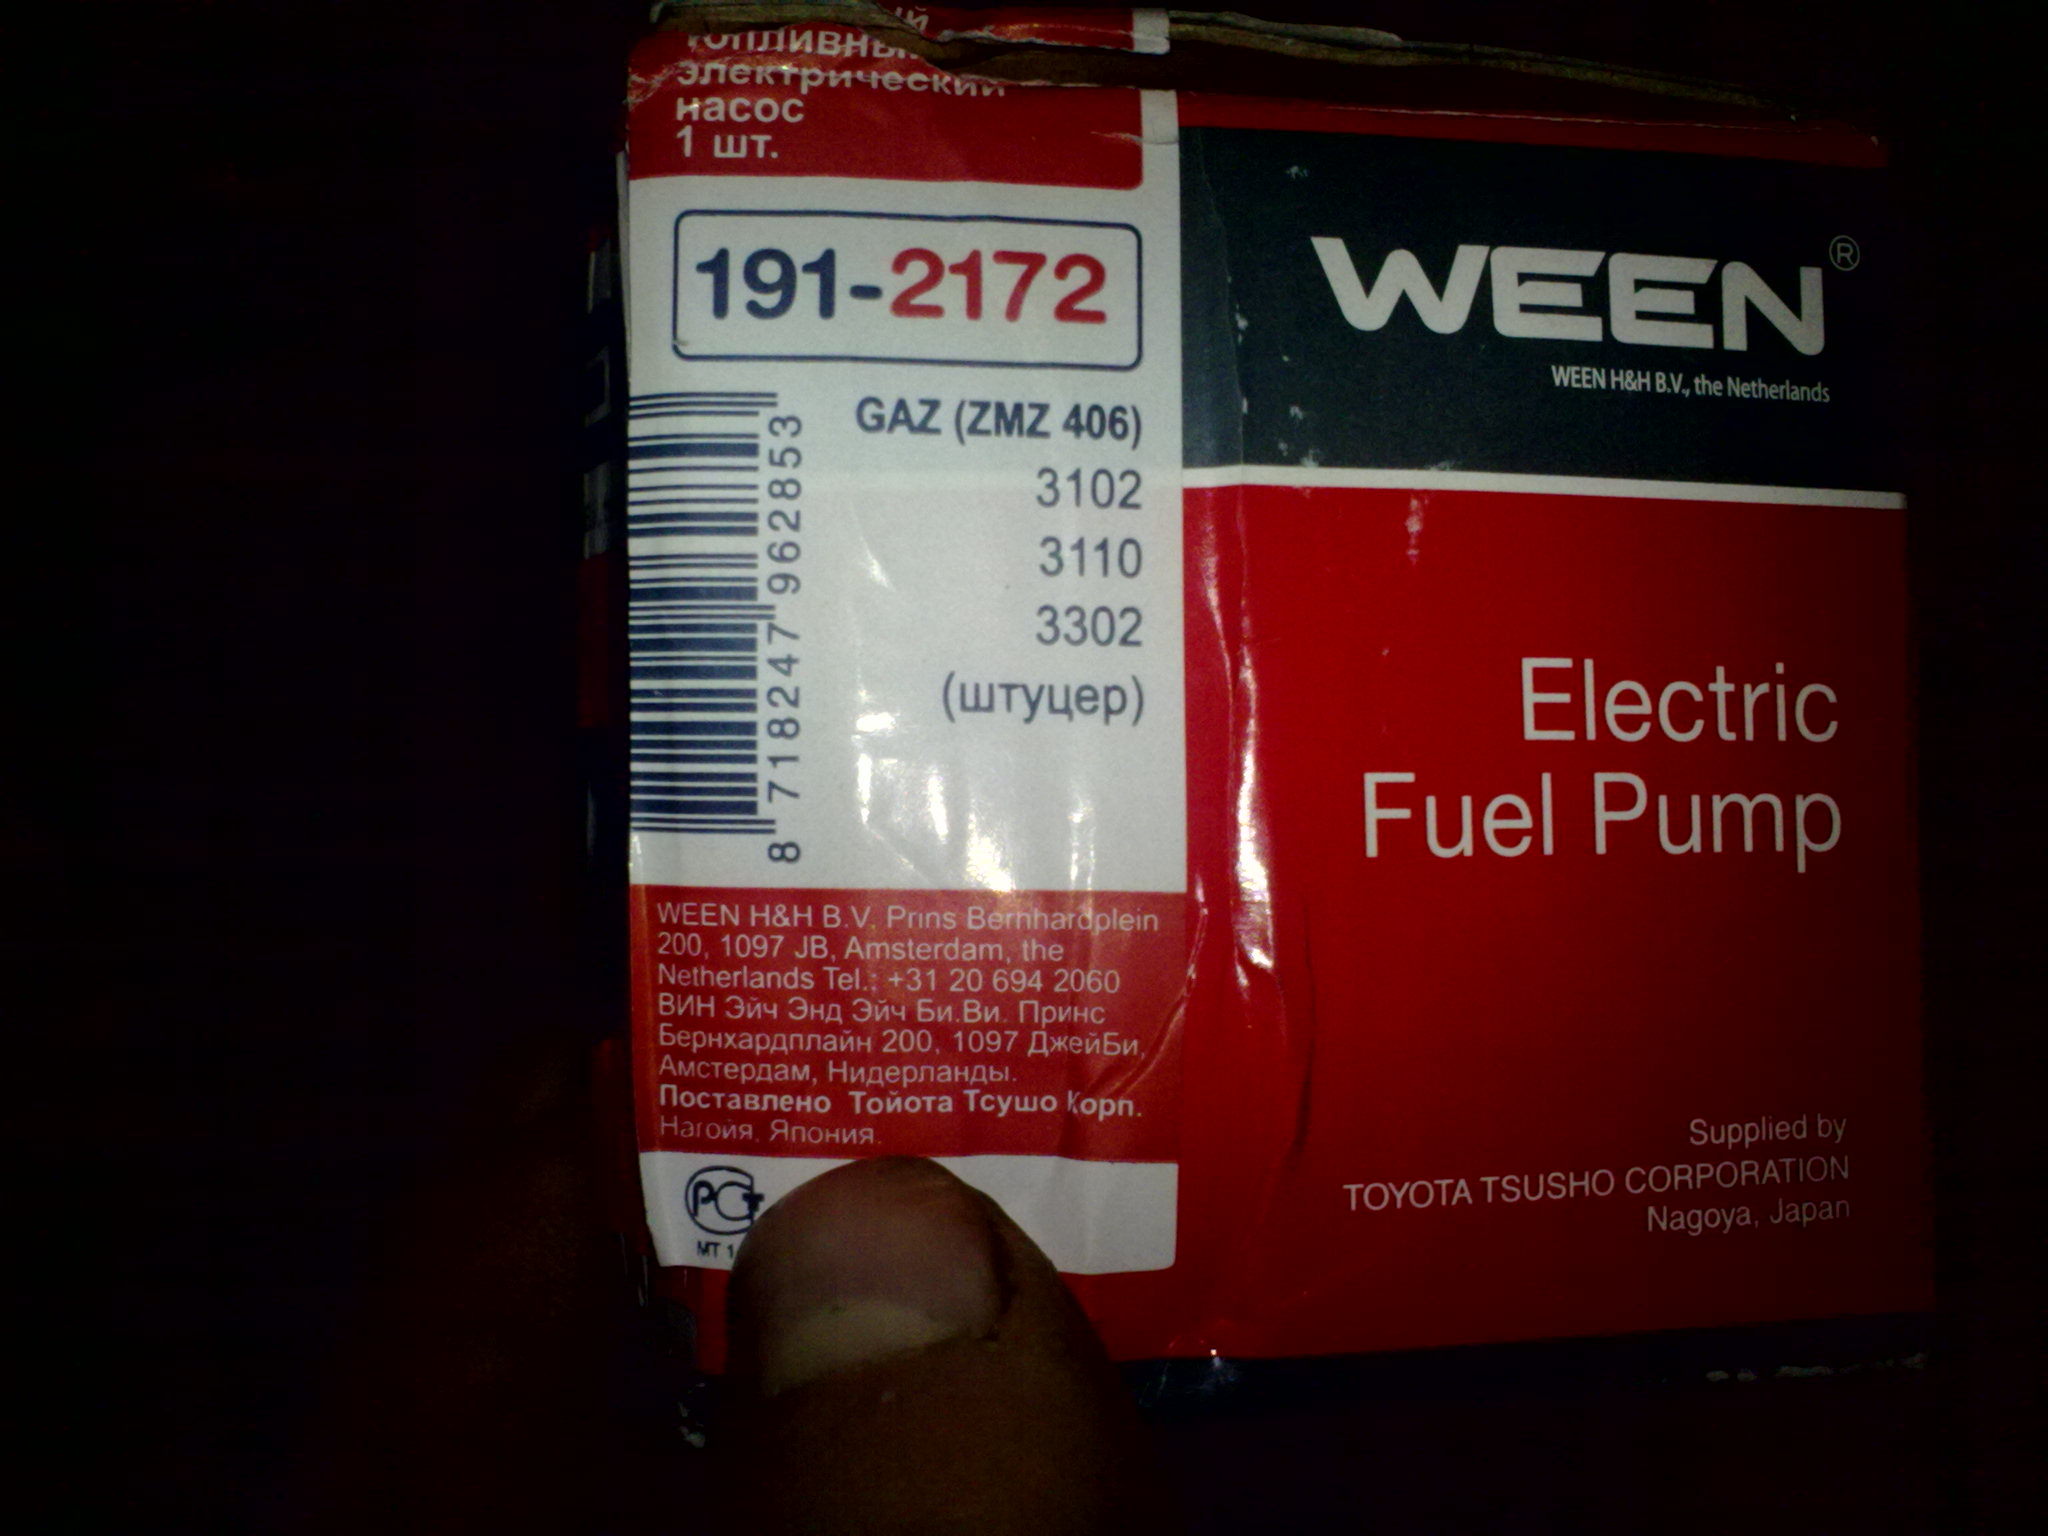 топливный
электрический
насос
1 шт.
191-2172
GAZ (ZMZ 406)
3102
3110
3302
(штуцер)
8 718247 962853
WEEN H&H B.V. Prins Bernhardplein
200, 1097 JB, Amsterdam, the
Netherlands Tel.: +31 20 694 2060
ВИН Эйч Энд Эйч Би.Ви. Принс
Бернхардплайн 200, 1097 ДжейБи,
Амстердам, Нидерланды.
Поставлено Тойота Тсушо Корп.
Нагойя, Япония.
РСТ
МТ
WEEN®
WEEN H&H B.V., the Netherlands
Electric
Fuel Pump
Supplied by
TOYOTA TSUSHO CORPORATION
Nagoya, Japan